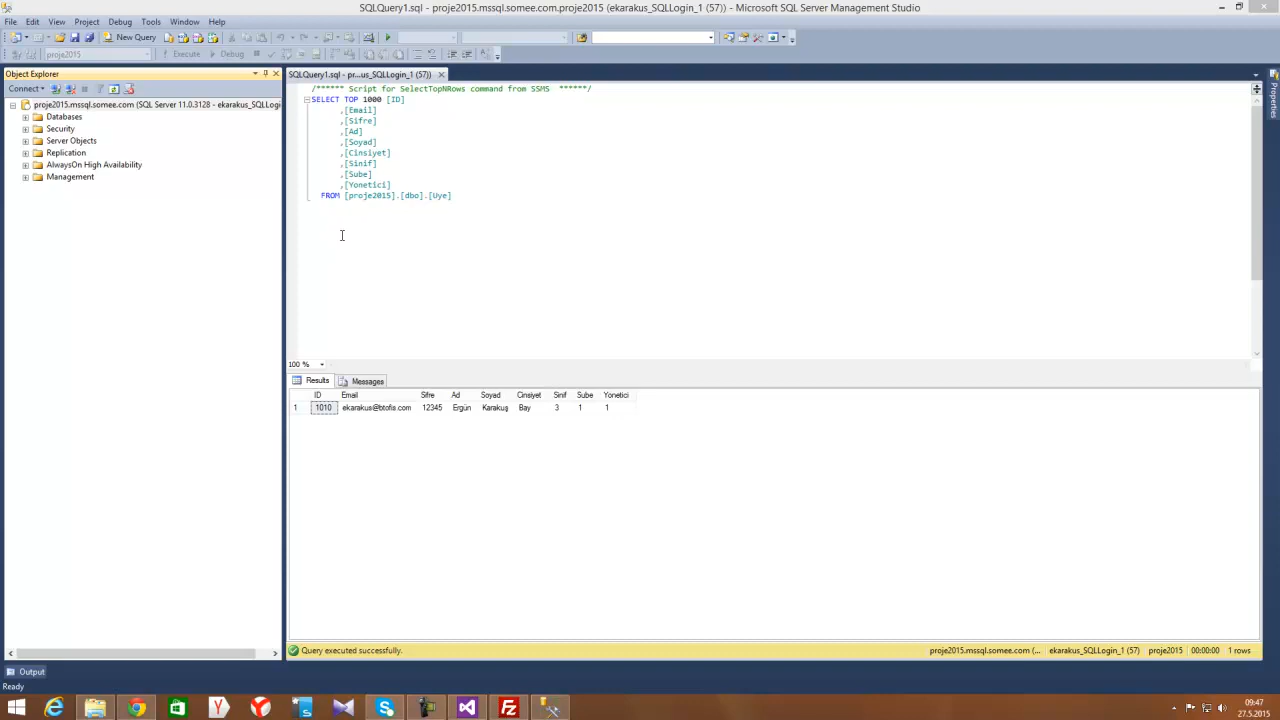 SQLQuery1.sql - proje2015.mssql.somee.com.proje2015 (ekarakus_SQLLogin_1 (57)) - Microsoft SQL Server Management Studio
File Edit View Project Debug Tools Window Help
New Query
proje2015 Execute Debug
Object Explorer
Connect
proje2015.mssql.somee.com (SQL Server 11.0.3128 - ekarakus_SQLLogi
Databases
Security
Server Objects
Replication
AlwaysOn High Availability
Management
SQLQuery1.sql - pr...us_SQLLogin_1 (57))
/****** Script for SelectTopNRows command from SSMS ******/
SELECT TOP 1000 [ID]
,[Email]
,[Sifre]
,[Ad]
,[Soyad]
,[Cinsiyet]
,[Sinif]
,[Sube]
,[Yonetici]
FROM [proje2015].[dbo].[Uye]
Properties
100 %
Results Messages
ID Email Sifre Ad Soyad Cinsiyet Sinif Sube Yonetici
1 1010 ekarakus@btofis.com 12345 Ergün Karakuş Bay 3 1 1
Query executed successfully. proje2015.mssql.somee.com (... ekarakus_SQLLogin_1 (57) proje2015 00:00:00 1 rows
Output
Ready
09:47
27.5.2015